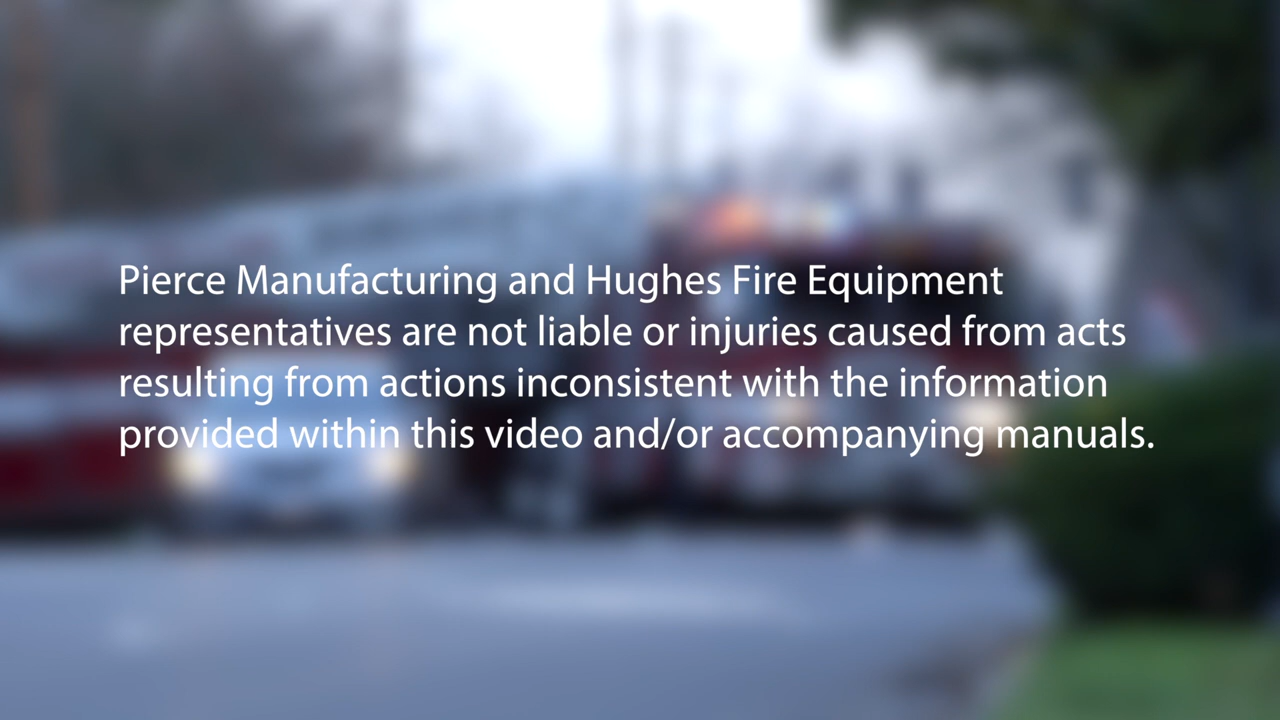 Pierce Manufacturing and Hughes Fire Equipment
representatives are not liable or injuries caused from acts
resulting from actions inconsistent with the information
provided within this video and/or accompanying manuals.